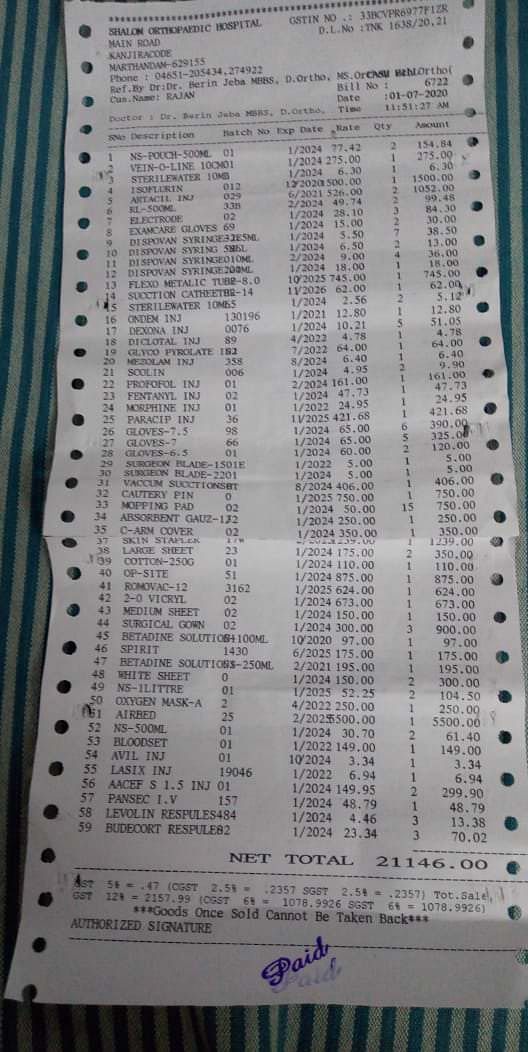 SHALOM ORTHOPAEDIC HOSPITAL GSTIN NO .: 33BCVPR6977F1ZR
MAIN ROAD D.L.No :TNK 1638/20,21
KANJIRACODE
MARTHANDAM-629155
Phone : 04651-205434,274922
Ref.By Dr:Dr. Berin Jeba MBBS, D.Ortho, MS.Ortho Bill No : 6722
Cus.Name: RAJAN Date :01-07-2020
Doctor : Dr. Berin Jeba MBBS, D.Ortho, Time 11:51:27 AM
SNo Description Batch No Exp Date Rate Qty Amount
1 NS-POUCH-500ML 01 1/2024 77.42 2 154.84
2 VEIN-O-LINE 10CM 01 1/2024 275.00 1 275.00
3 STERILEWATER 10M 1/2024 6.30 1 6.30
4 ISOFLURIN 012 12/2020 1500.00 1 1500.00
5 ARTACIL INJ 029 6/2021 526.00 2 1052.00
6 RL-500ML 33B 2/2024 49.74 2 99.48
7 ELECTRODE 02 1/2024 28.10 3 84.30
8 EXAMCARE GLOVES 69 1/2024 15.00 2 30.00
9 DISPOVAN SYRINGE 1/2024 5.50 7 38.50
10 DISPOVAN SYRING 1/2024 6.50 2 13.00
11 DISPOVAN SYRINGE 2/2024 9.00 4 36.00
12 DISPOVAN SYRINGE 1/2024 18.00 1 18.00
13 FLEXO METALIC TUBE-8.0 10/2025 745.00 1 745.00
14 SUCCTION CATHEETER-14 11/2026 62.00 1 62.00
15 STERILEWATER 10M 1/2024 2.56 2 5.12
16 ONDEM INJ 130196 1/2021 12.80 1 12.80
17 DEXONA INJ 0076 1/2024 10.21 5 51.05
18 DICLOTAL INJ 89 4/2022 4.78 1 4.78
19 GLYCO PYROLATE 7/2022 64.00 1 64.00
20 MEZOLAM INJ 358 8/2024 6.40 1 6.40
21 SCOLIN 006 1/2024 4.95 2 9.90
22 PROFOFOL INJ 01 2/2024 161.00 1 161.00
23 FENTANYL INJ 02 1/2024 47.73 1 47.73
24 MORPHINE INJ 01 1/2022 24.95 1 24.95
25 PARACIP INJ 36 11/2025 421.68 1 421.68
26 GLOVES-7.5 98 1/2024 65.00 6 390.00
27 GLOVES-7 66 1/2024 65.00 5 325.00
28 GLOVES-6.5 01 1/2024 60.00 2 120.00
29 SURGEON BLADE-15 01E 1/2022 5.00 1 5.00
30 SURGEON BLADE-22 01 1/2024 5.00 1 5.00
31 VACCUM SUCCTION 8/2024 406.00 1 406.00
32 CAUTERY PIN 0 1/2025 750.00 1 750.00
33 MOPPING PAD 02 1/2024 50.00 15 750.00
34 ABSORBENT GAUZ- 1/2024 250.00 1 250.00
35 C-ARM COVER 02 1/2024 350.00 1 350.00
37 SKIN STAPLER 1 1239.00
38 LARGE SHEET 23 1/2024 175.00 2 350.00
39 COTTON-250G 01 1/2024 110.00 1 110.00
40 OP-SITE 51 1/2024 875.00 1 875.00
41 ROMOVAC-12 3162 1/2025 624.00 1 624.00
42 2-0 VICRYL 02 1/2024 673.00 1 673.00
43 MEDIUM SHEET 02 1/2024 150.00 1 150.00
44 SURGICAL GOWN 02 1/2024 300.00 3 900.00
45 BETADINE SOLUTION-100ML 10/2020 97.00 1 97.00
46 SPIRIT 1430 6/2025 175.00 1 175.00
47 BETADINE SOLUTION-250ML 2/2021 195.00 1 195.00
48 WHITE SHEET 0 1/2024 150.00 2 300.00
49 NS-1LITTRE 01 1/2025 52.25 2 104.50
50 OXYGEN MASK-A 2 4/2022 250.00 1 250.00
51 AIRBED 25 2/2025 5500.00 1 5500.00
52 NS-500ML 01 1/2024 30.70 2 61.40
53 BLOODSET 01 1/2022 149.00 1 149.00
54 AVIL INJ 01 10/2024 3.34 1 3.34
55 LASIX INJ 19046 1/2022 6.94 1 6.94
56 AACEF S 1.5 INJ 01 1/2024 149.95 2 299.90
57 PANSEC I.V 157 1/2024 48.79 1 48.79
58 LEVOLIN RESPULES 484 1/2024 4.46 3 13.38
59 BUDECORT RESPULE 82 1/2024 23.34 3 70.02
NET TOTAL 21146.00
GST 5% = .47 (CGST 2.5% = .2357 SGST 2.5% = .2357) Tot.Sale,
GST 12% = 2157.99 (CGST 6% = 1078.9926 SGST 6% = 1078.9926)
***Goods Once Sold Cannot Be Taken Back***
AUTHORIZED SIGNATURE
Paid
Paid